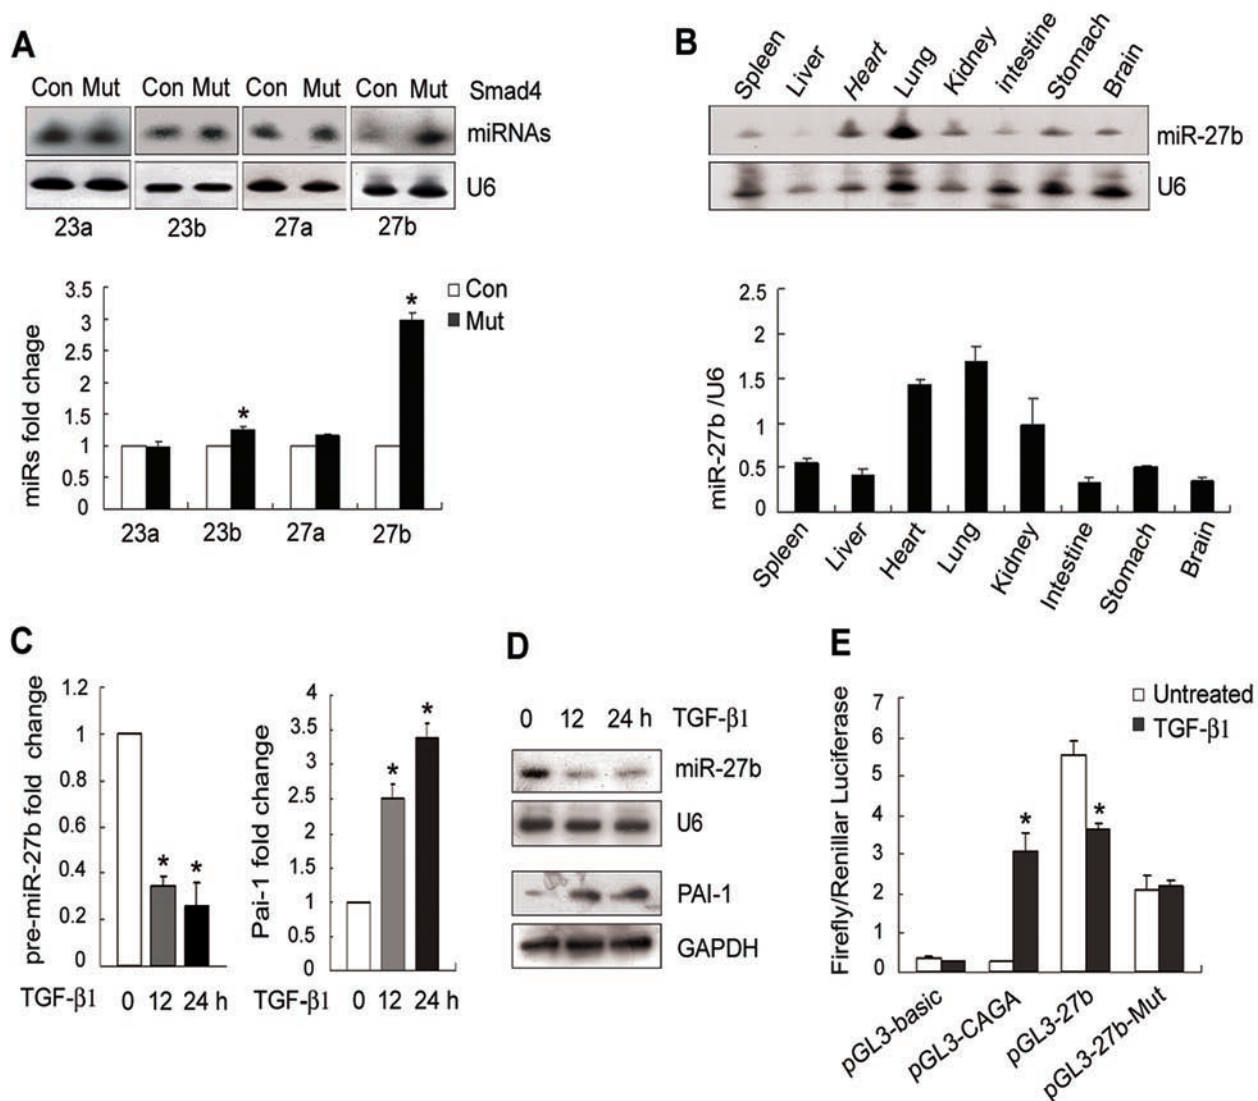 A
Con Mut Con Mut Con Mut Con Mut Smad4
miRNAs
U6
23a 23b 27a 27b
3.5
3
2.5
2
1.5
1
0.5
0
miRs fold chage
Con
Mut
*
*
23a 23b 27a 27b
B
Spleen Liver Heart Lung Kidney intestine Stomach Brain
miR-27b
U6
2.5
2
1.5
1
0.5
0
miR-27b /U6
Spleen Liver Heart Lung Kidney Intestine Stomach Brain
C
1.2
1
0.8
0.6
0.4
0.2
0
pre-miR-27b fold change
* *
TGF-β1 0 12 24 h
4
3.5
3
2.5
2
1.5
1
0.5
0
Pai-1 fold change
*
*
TGF-β1 0 12 24 h
D
0 12 24 h TGF-β1
miR-27b
U6
PAI-1
GAPDH
E
7
6
5
4
3
2
1
0
Firefly/Renillar Luciferase
Untreated
TGF-β1
*
*
pGL3-basic
pGL3-CAGA
pGL3-27b
pGL3-27b-Mut